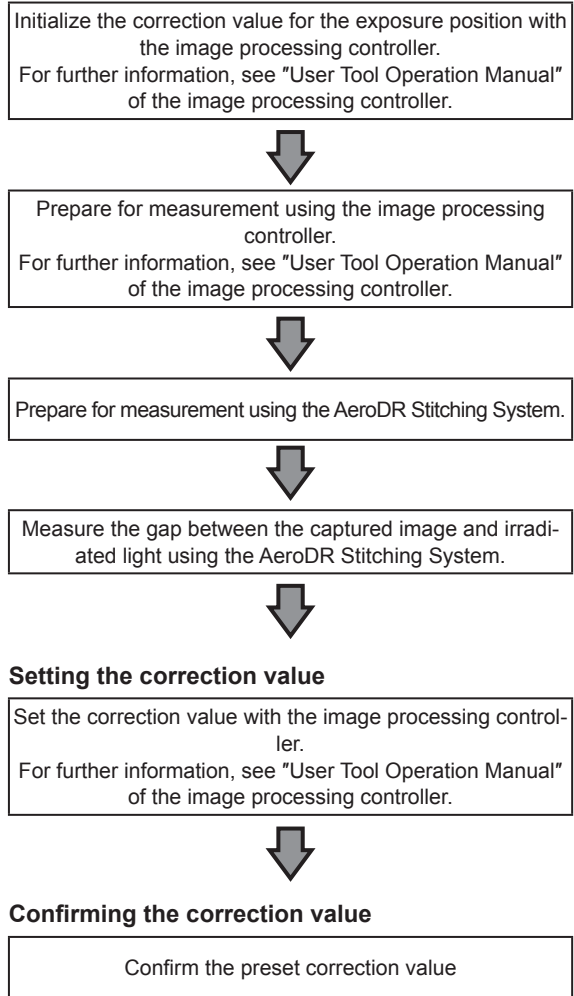 Initialize the correction value for the exposure position with
the image processing controller.
For further information, see "User Tool Operation Manual"
of the image processing controller.
Prepare for measurement using the image processing
controller.
For further information, see "User Tool Operation Manual"
of the image processing controller.
Prepare for measurement using the AeroDR Stitching System.
Measure the gap between the captured image and irradi-
ated light using the AeroDR Stitching System.
Setting the correction value
Set the correction value with the image processing control-
ler.
For further information, see "User Tool Operation Manual"
of the image processing controller.
Confirming the correction value
Confirm the preset correction value